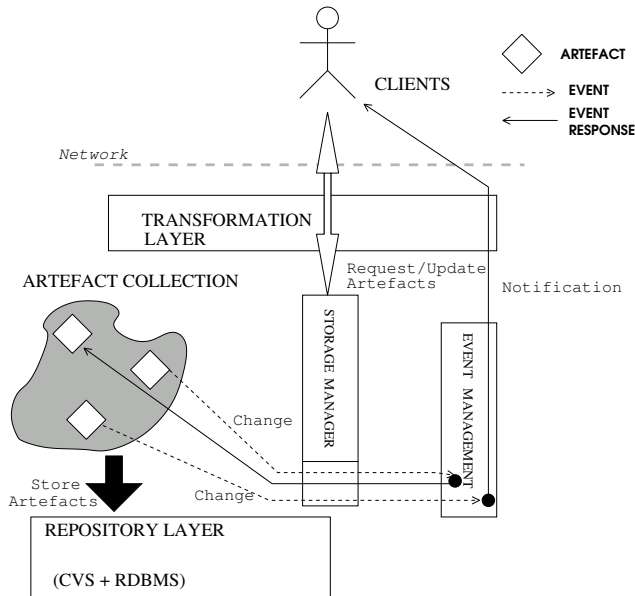 ARTEFACT
CLIENTS
EVENT
EVENT
RESPONSE
Network
TRANSFORMATION
LAYER
Request/Update
Artefacts
ARTEFACT COLLECTION
Notification
STORAGE MANAGER
EVENT MANAGEMENT
Change
Store
Artefacts
Change
REPOSITORY LAYER
(CVS + RDBMS)